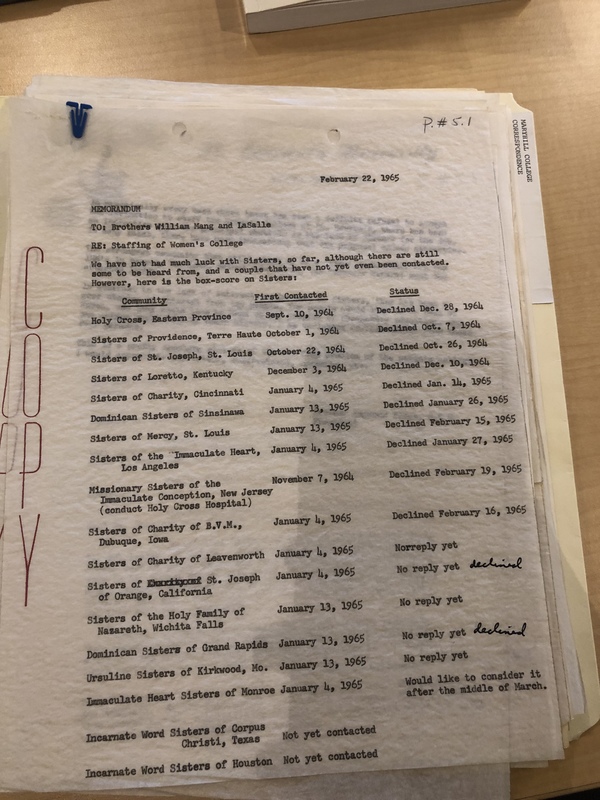 P. # 5.1
MARYHILL COLLEGE
CORRESPONDENCE
February 22, 1965
MEMORANDUM
TO: Brothers William Mang and LaSalle
RE: Staffing of Women's College
We have not had much luck with Sisters, so far, although there are still
some to be heard from, and a couple that have not yet even been contacted.
However, here is the box-score on Sisters:
Community First Contacted Status
Holy Cross, Eastern Province Sept. 10, 1964 Declined Dec. 28, 1964
Sisters of Providence, Terre Haute October 1, 1964 Declined Oct. 7, 1964
Sisters of St. Joseph, St. Louis October 22, 1964 Declined Oct. 26, 1964
Sisters of Loretto, Kentucky December 3, 1964 Declined Dec. 10, 1964
Sisters of Charity, Cincinnati January 4, 1965 Declined Jan. 14, 1965
Dominican Sisters of Sinsinawa January 13, 1965 Declined January 26, 1965
Sisters of Mercy, St. Louis January 13, 1965 Declined February 15, 1965
Sisters of the Immaculate Heart, January 4, 1965 Declined January 27, 1965
Los Angeles
Missionary Sisters of the November 7, 1964 Declined February 19, 1965
Immaculate Conception, New Jersey
(conduct Holy Cross Hospital)
Sisters of Charity of B.V.M., January 4, 1965 Declined February 16, 1965
Dubuque, Iowa
Sisters of Charity of Leavenworth January 4, 1965 Norreply yet
Sisters of St. Joseph January 4, 1965 No reply yet declined
of Orange, California
Sisters of the Holy Family of January 13, 1965 No reply yet
Nazareth, Wichita Falls
Dominican Sisters of Grand Rapids January 13, 1965 No reply yet declined
Ursuline Sisters of Kirkwood, Mo. January 13, 1965 No reply yet
Immaculate Heart Sisters of Monroe January 4, 1965 Would like to consider it
after the middle of March.
Incarnate Word Sisters of Corpus Not yet contacted
Christi, Texas
Incarnate Word Sisters of Houston Not yet contacted
COPY